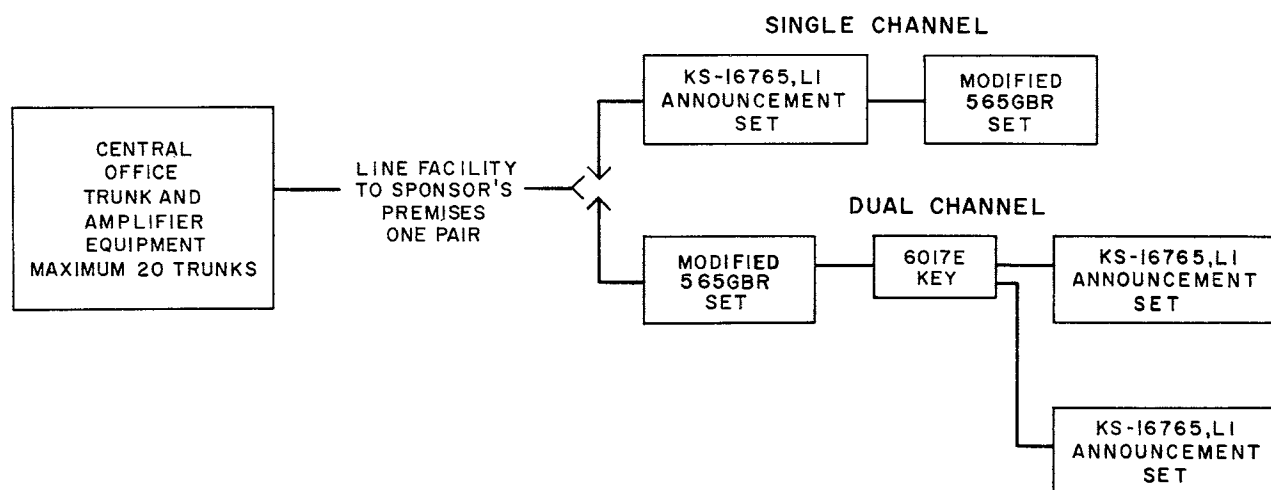 SINGLE CHANNEL
CENTRAL
OFFICE
TRUNK AND
AMPLIFIER
EQUIPMENT
MAXIMUM 20 TRUNKS
LINE FACILITY
TO SPONSOR'S
PREMISES
ONE PAIR
KS-16765,L1
ANNOUNCEMENT
SET
MODIFIED
565GBR
SET
DUAL CHANNEL
MODIFIED
565GBR
SET
6017E
KEY
KS-16765,L1
ANNOUNCEMENT
SET
KS-16765,L1
ANNOUNCEMENT
SET